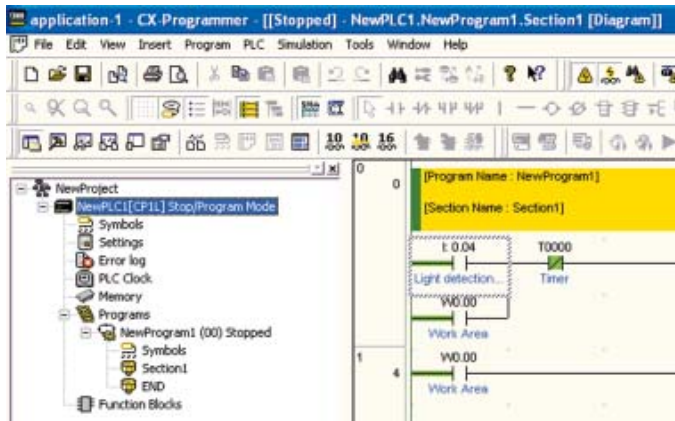 application-1 - CX-Programmer - [[Stopped] - NewPLC1.NewProgram1.Section1 [Diagram]]
File Edit View Insert Program PLC Simulation Tools Window Help
10 10 16
NewProject
NewPLC1[CP1L] Stop/Program Mode
Symbols
Settings
Error log
PLC Clock
Memory
Programs
NewProgram1 (00) Stopped
Symbols
Section1
END
Function Blocks
0
0
[Program Name : NewProgram1]
[Section Name : Section1]
I: 0.04 T0000
Light detection... Timer
W0.00
Work Area
1
4
W0.00
Work Area